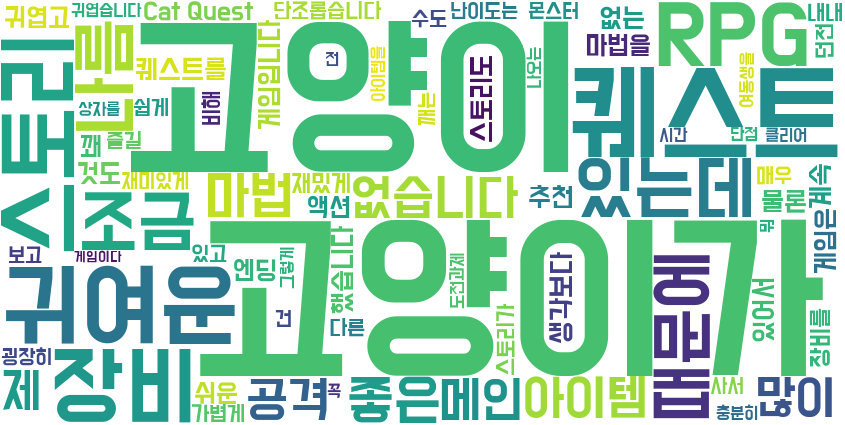 귀엽고
귀엽습니다
Cat Quest
단조롭습니다
수도
난이도는
몬스터
없는
RPG
내내
던전
마법을
퀘스트를
고양이
전
스토리도
나오는
퀘스트
여동생을
아이템을
게임입니다
비해
깨는
스토리
나름
상자를
쉽게
꽤
즐길
시간
단점
클리어
것도
재미있게
마법
재밌게
액션
없습니다
추천
있는데
매우
물론
계속
조금
고양이가
뭐
게임은
보고
게임이다
있고
엔딩
그렇게
했습니다
도전과제
생각보다
때문에
있어서
귀여운
건
다른
스토리가
장비를
굉장히
제
장비
쉬운
가볍게
공격
꼭
좋은
메인
아이템
사서
충분히
많이